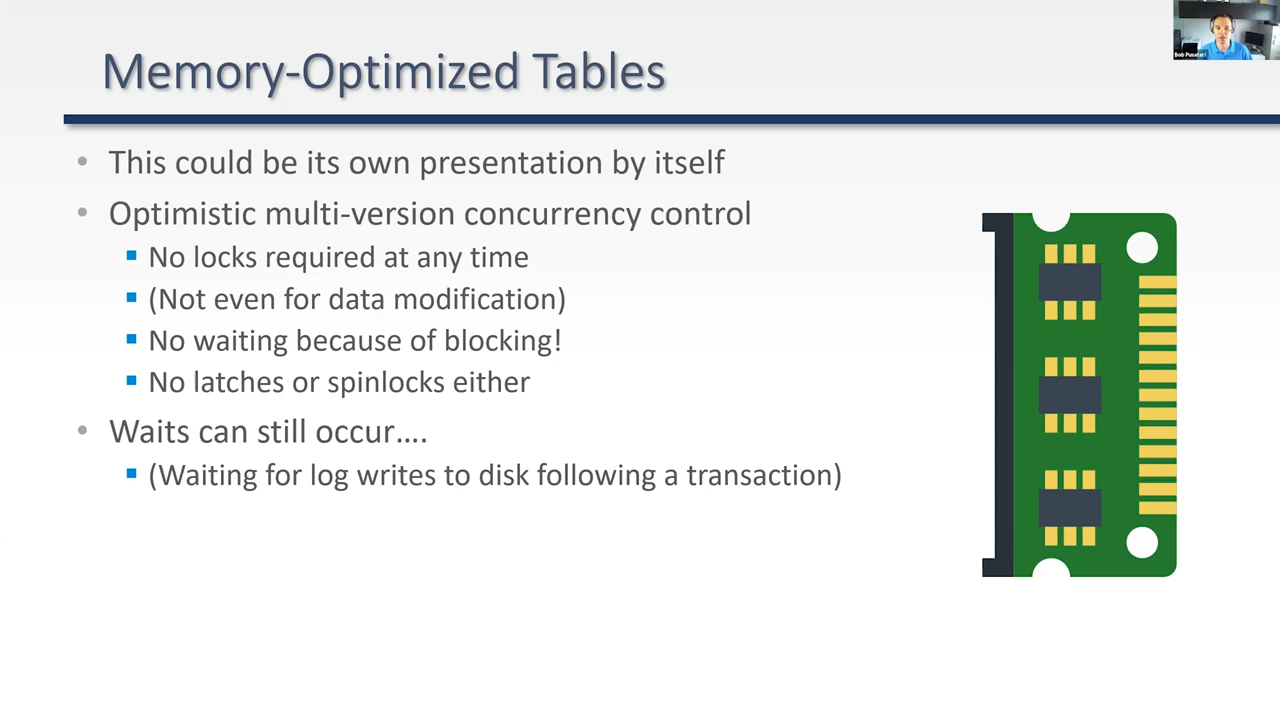 Memory-Optimized Tables
• This could be its own presentation by itself
• Optimistic multi-version concurrency control
▪ No locks required at any time
▪ (Not even for data modification)
▪ No waiting because of blocking!
▪ No latches or spinlocks either
• Waits can still occur….
▪ (Waiting for log writes to disk following a transaction)
Bob Pusateri